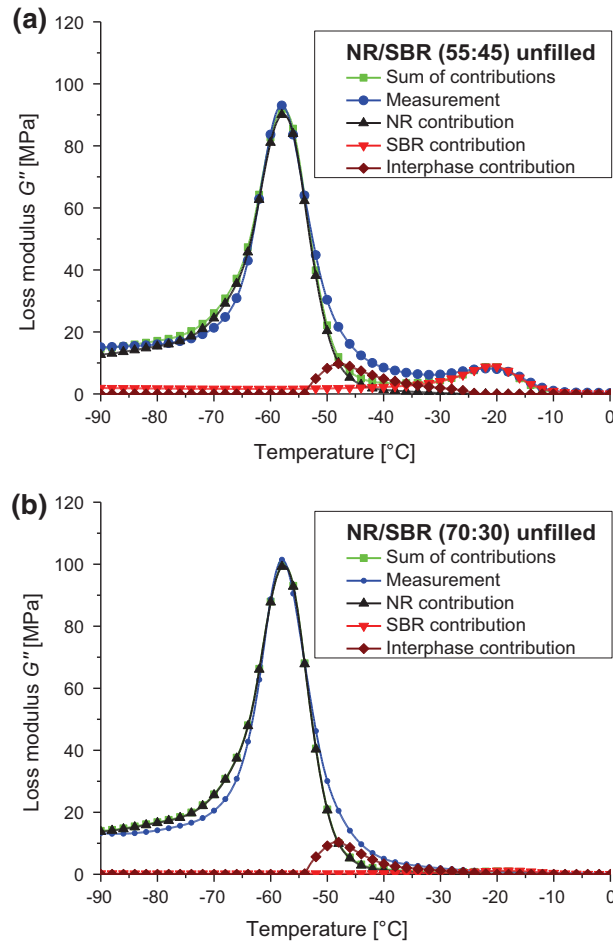 (a)
120
100
80
60
40
20
0
Loss modulus G″ [MPa]
NR/SBR (55:45) unfilled
Sum of contributions
Measurement
NR contribution
SBR contribution
Interphase contribution
-90 -80 -70 -60 -50 -40 -30 -20 -10 0
Temperature [°C]
(b)
120
100
80
60
40
20
0
Loss modulus G″ [MPa]
NR/SBR (70:30) unfilled
Sum of contributions
Measurement
NR contribution
SBR contribution
Interphase contribution
-90 -80 -70 -60 -50 -40 -30 -20 -10 0
Temperature [°C]